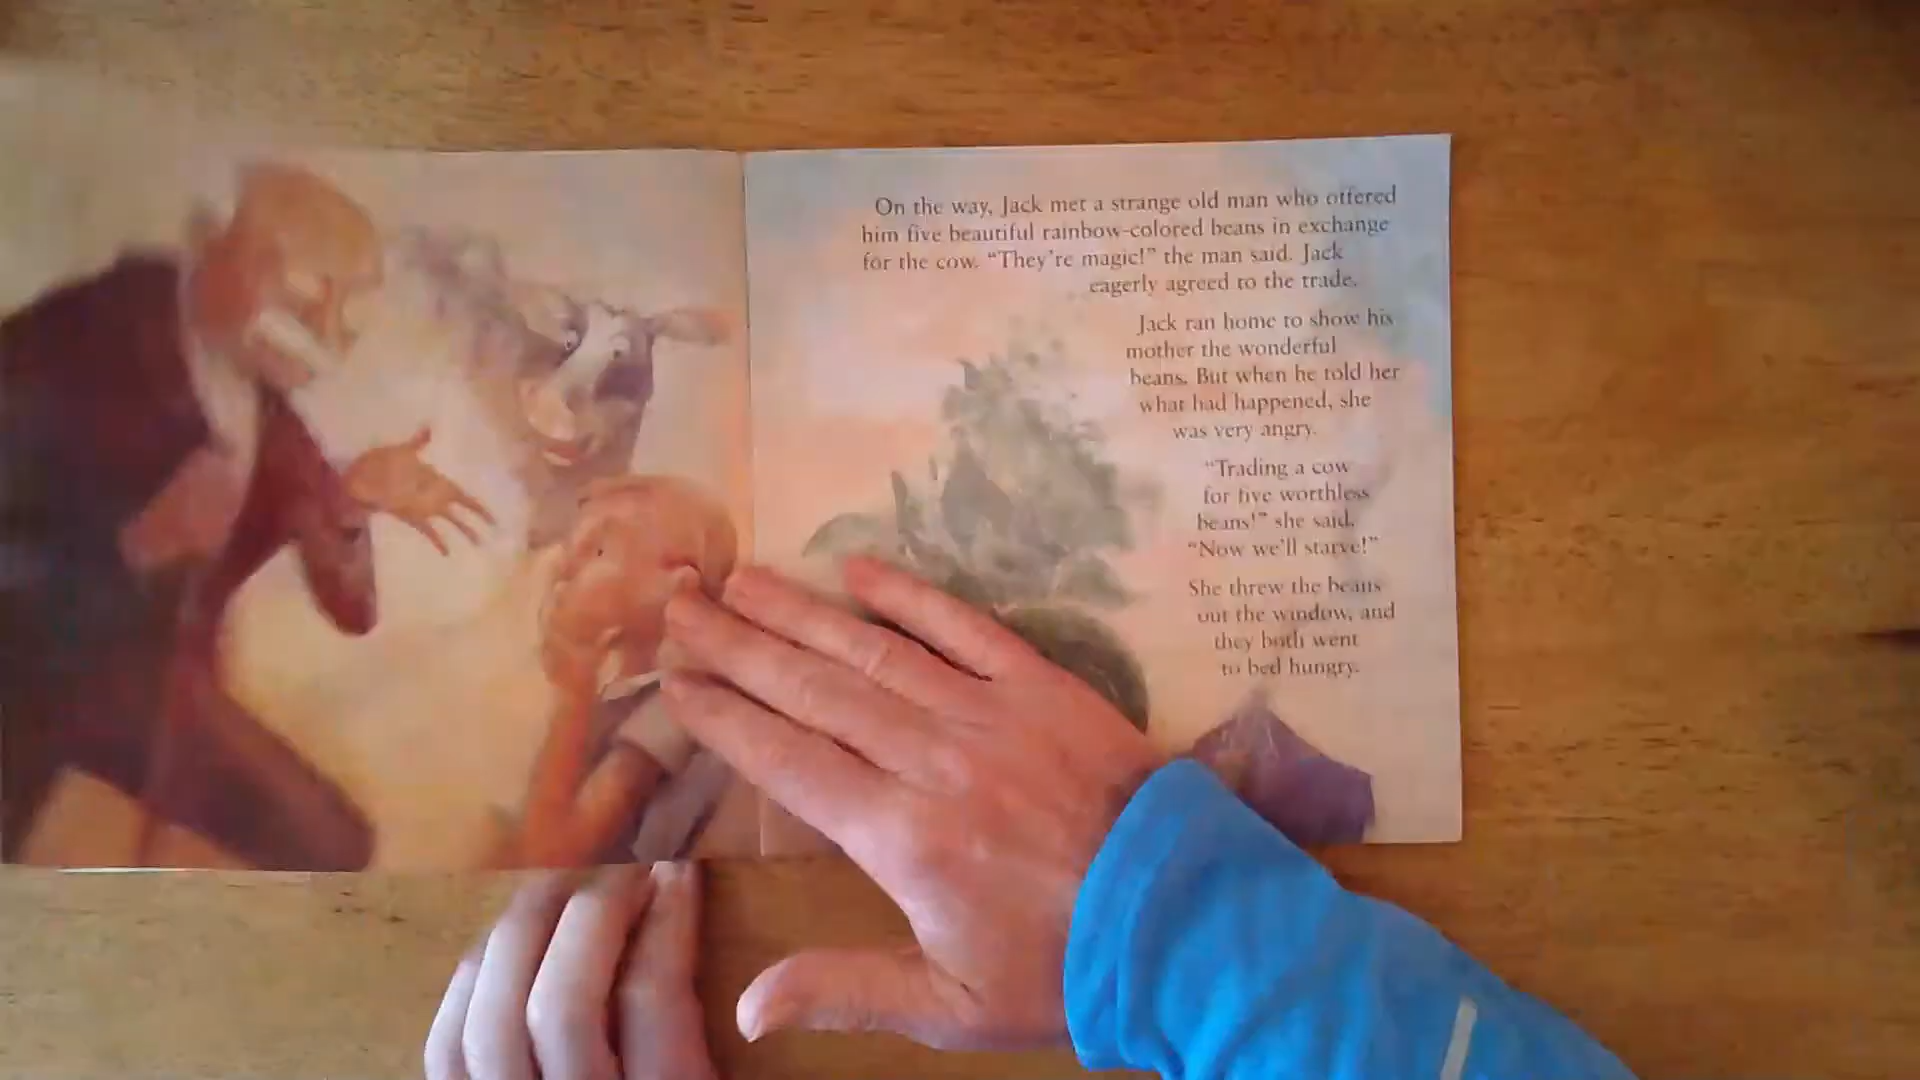 On the way, Jack met a strange old man who offered
him five beautiful rainbow-colored beans in exchange
for the cow. “They’re magic!” the man said. Jack
eagerly agreed to the trade.
Jack ran home to show his
mother the wonderful
beans. But when he told her
what had happened, she
was very angry.
“Trading a cow
for five worthless
beans!” she said.
“Now we’ll starve!”
She threw the beans
out the window, and
they both went
to bed hungry.